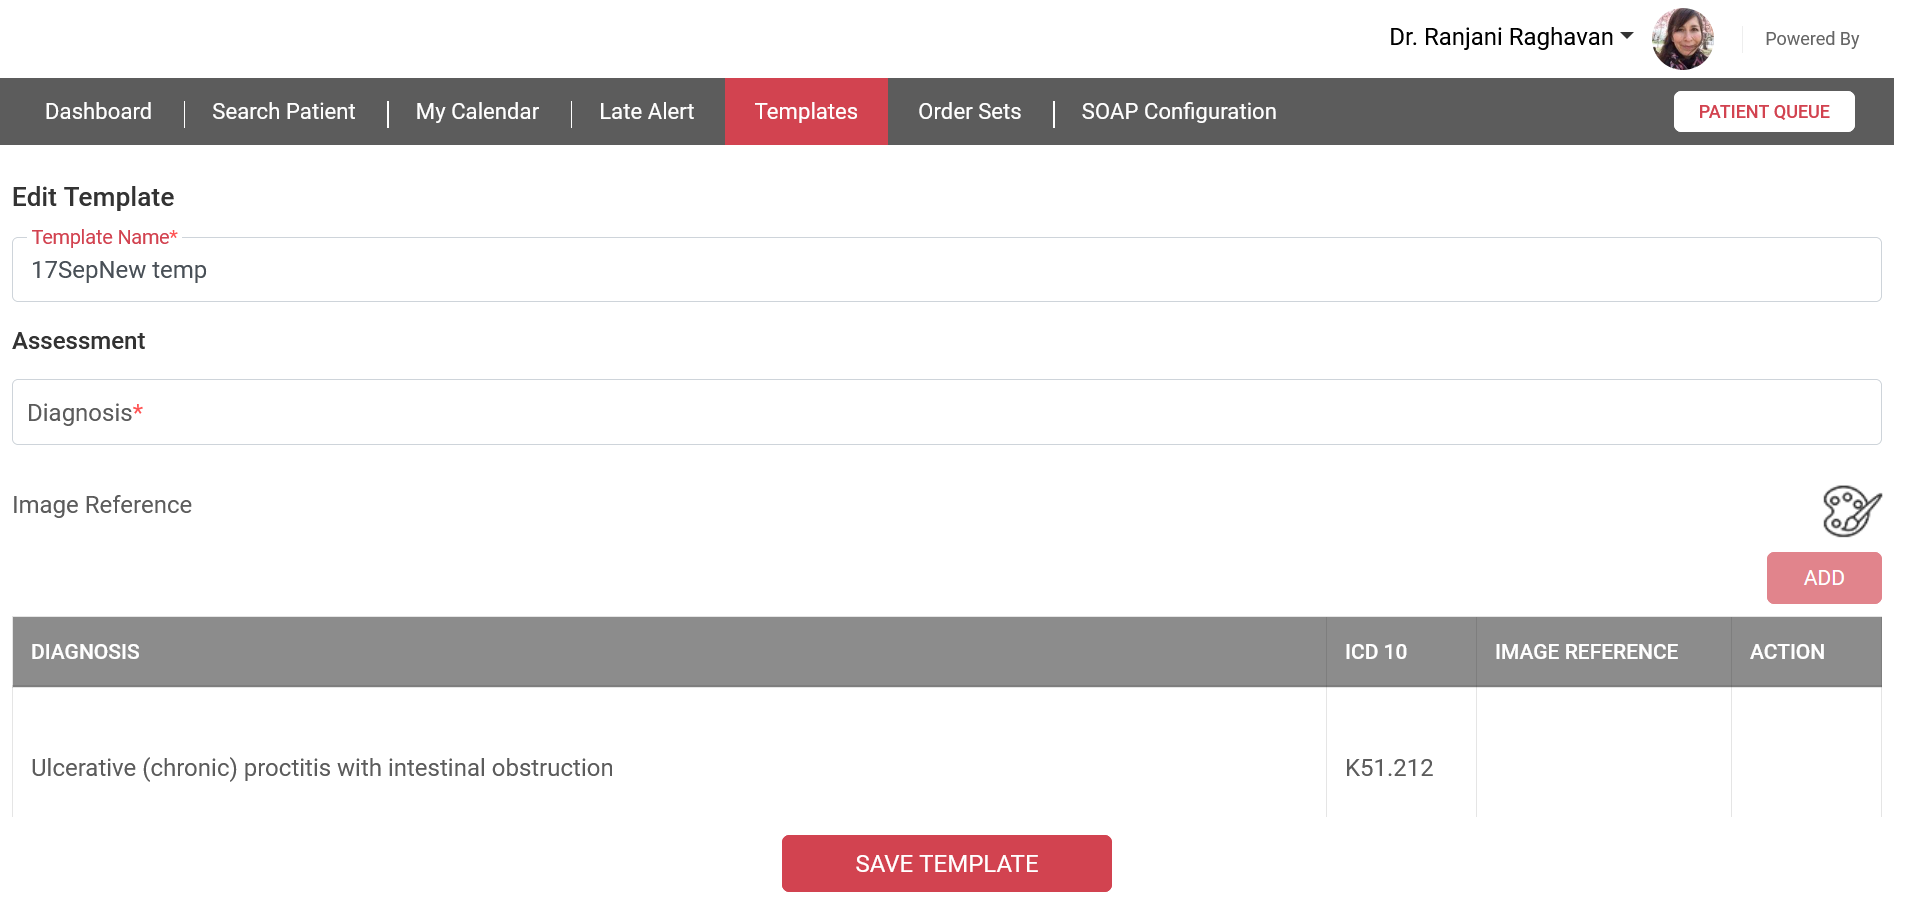 Dr. Ranjani Raghavan
Powered By
Dashboard Search Patient My Calendar Late Alert Templates Order Sets SOAP Configuration PATIENT QUEUE
Edit Template
Template Name*
17SepNew temp
Assessment
Diagnosis*
Image Reference
ADD
DIAGNOSIS ICD 10 IMAGE REFERENCE ACTION
Ulcerative (chronic) proctitis with intestinal obstruction K51.212
SAVE TEMPLATE